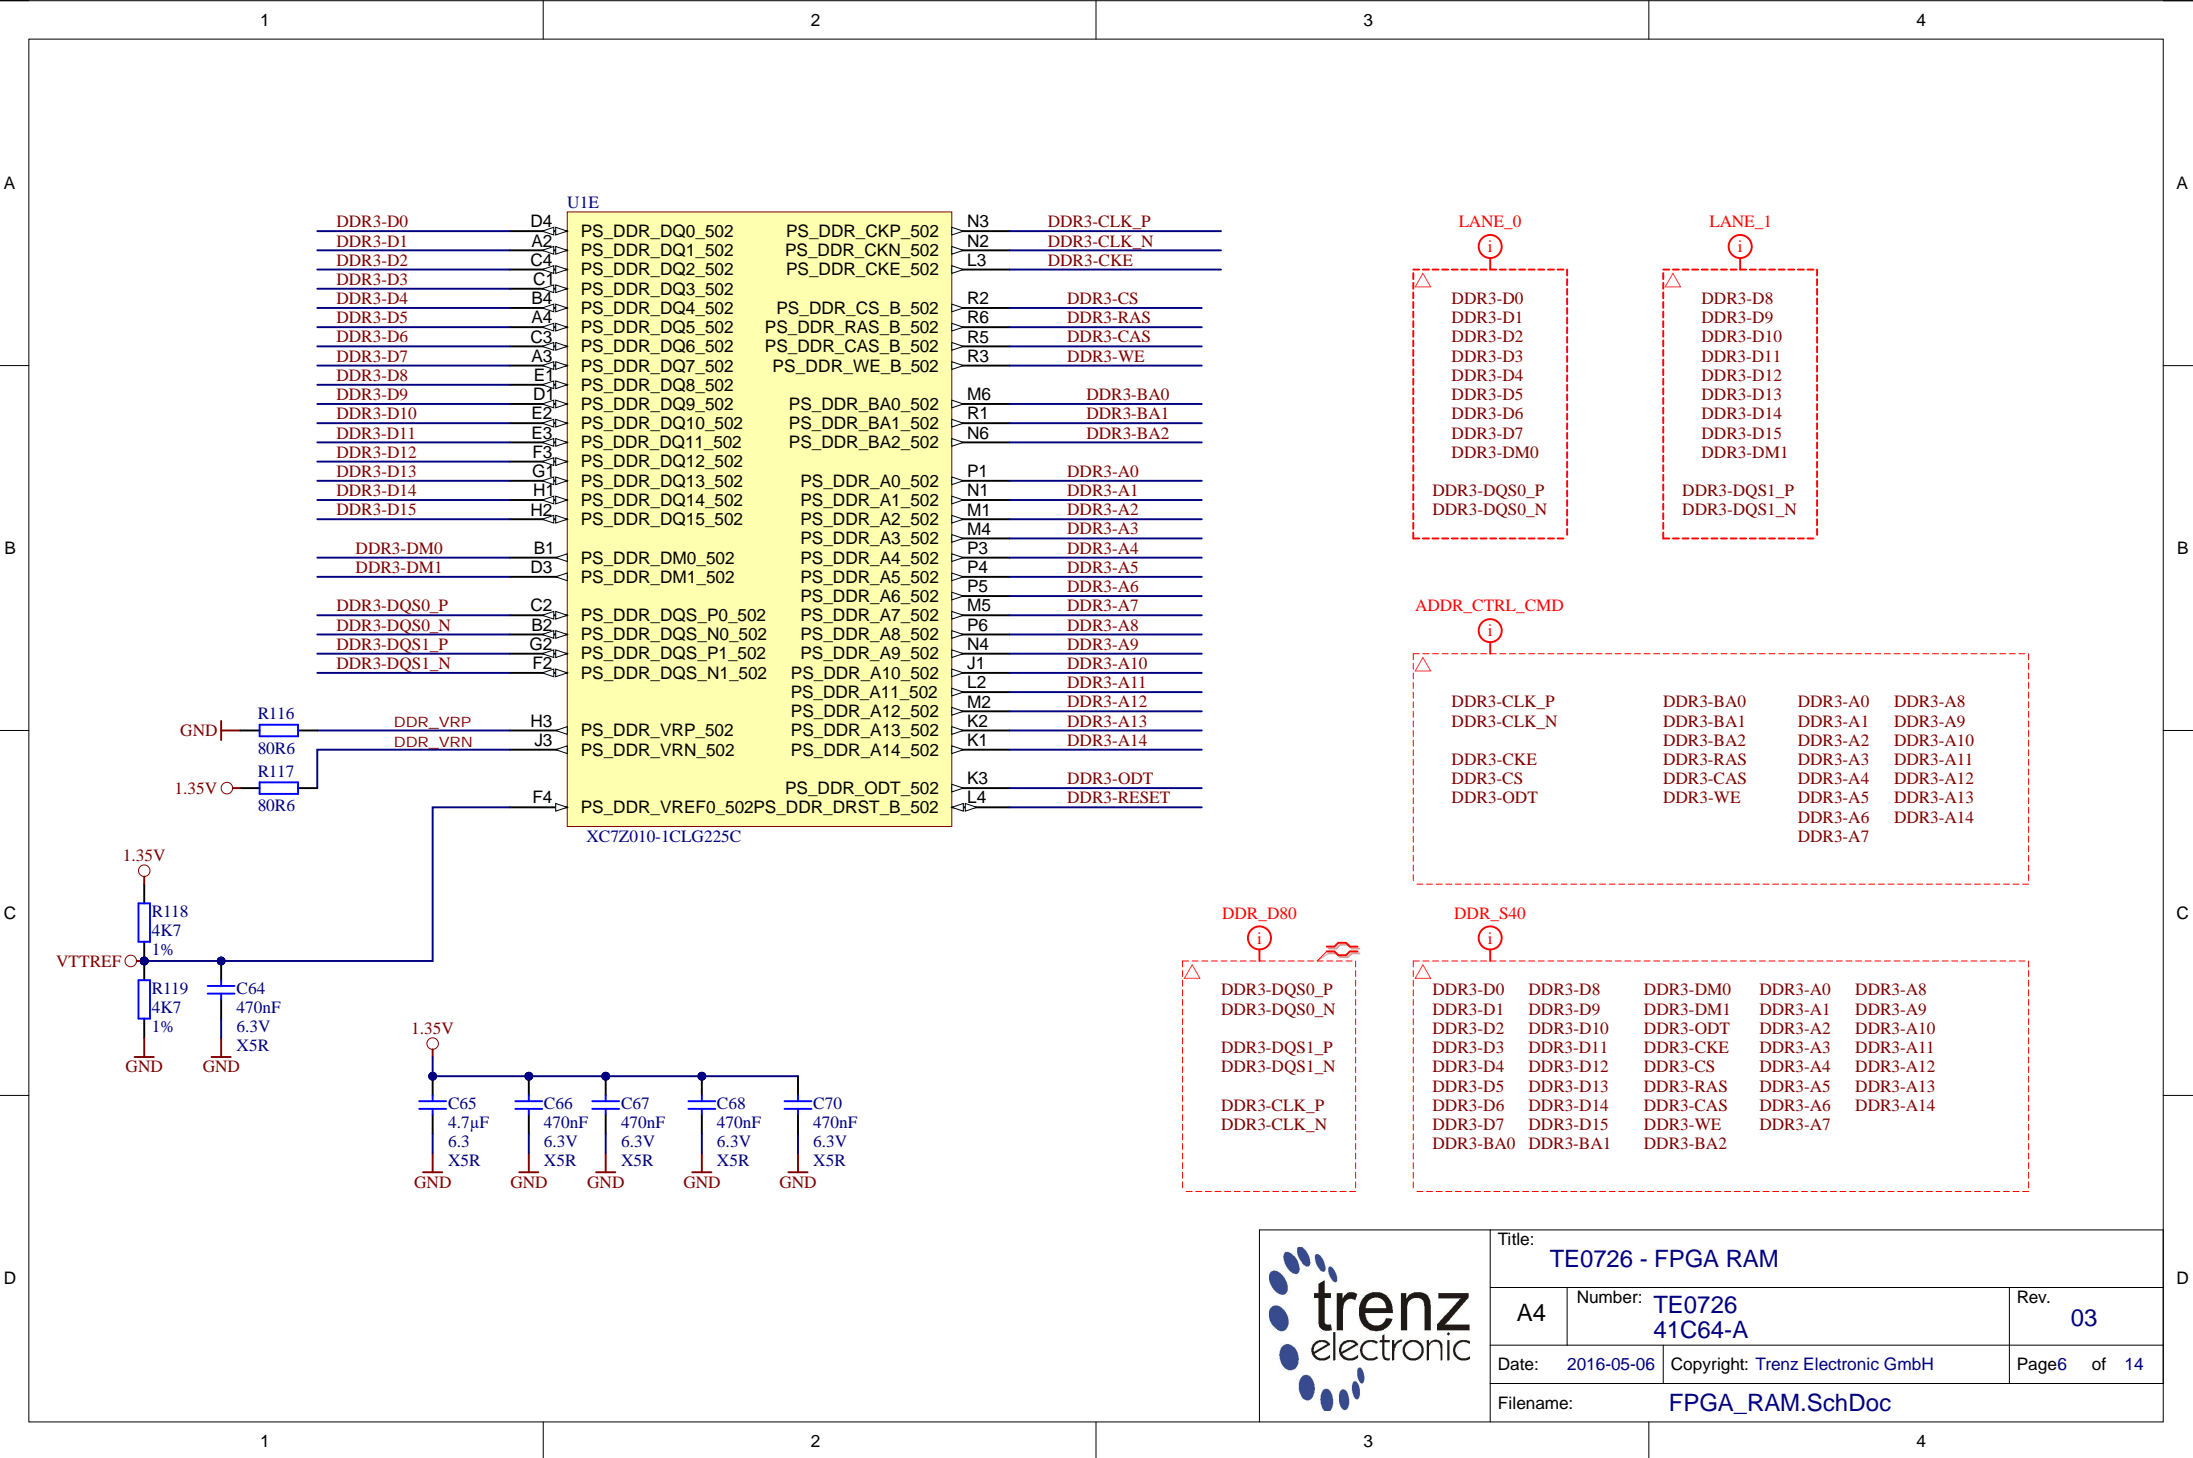 1 2 3 4
A A
B B
C C
D D
1 2 3 4
U1E
DDR3-D0 D4 PS_DDR_DQ0_502
DDR3-D1 A2 PS_DDR_DQ1_502
DDR3-D2 C4 PS_DDR_DQ2_502
DDR3-D3 C1 PS_DDR_DQ3_502
DDR3-D4 B4 PS_DDR_DQ4_502
DDR3-D5 A4 PS_DDR_DQ5_502
DDR3-D6 C3 PS_DDR_DQ6_502
DDR3-D7 A3 PS_DDR_DQ7_502
DDR3-D8 E1 PS_DDR_DQ8_502
DDR3-D9 D1 PS_DDR_DQ9_502
DDR3-D10 E2 PS_DDR_DQ10_502
DDR3-D11 E3 PS_DDR_DQ11_502
DDR3-D12 F3 PS_DDR_DQ12_502
DDR3-D13 G1 PS_DDR_DQ13_502
DDR3-D14 H1 PS_DDR_DQ14_502
DDR3-D15 H2 PS_DDR_DQ15_502
DDR3-DM0 B1 PS_DDR_DM0_502
DDR3-DM1 D3 PS_DDR_DM1_502
DDR3-DQS0_P C2 PS_DDR_DQS_P0_502
DDR3-DQS0_N B2 PS_DDR_DQS_N0_502
DDR3-DQS1_P G2 PS_DDR_DQS_P1_502
DDR3-DQS1_N F2 PS_DDR_DQS_N1_502
GND R116 80R6 DDR_VRP H3 PS_DDR_VRP_502
DDR_VRN J3 PS_DDR_VRN_502
1.35V R117 80R6
F4 PS_DDR_VREF0_502
PS_DDR_CKP_502 N3 DDR3-CLK_P
PS_DDR_CKN_502 N2 DDR3-CLK_N
PS_DDR_CKE_502 L3 DDR3-CKE
PS_DDR_CS_B_502 R2 DDR3-CS
PS_DDR_RAS_B_502 R6 DDR3-RAS
PS_DDR_CAS_B_502 R5 DDR3-CAS
PS_DDR_WE_B_502 R3 DDR3-WE
PS_DDR_BA0_502 M6 DDR3-BA0
PS_DDR_BA1_502 R1 DDR3-BA1
PS_DDR_BA2_502 N6 DDR3-BA2
PS_DDR_A0_502 P1 DDR3-A0
PS_DDR_A1_502 N1 DDR3-A1
PS_DDR_A2_502 M1 DDR3-A2
PS_DDR_A3_502 M4 DDR3-A3
PS_DDR_A4_502 P3 DDR3-A4
PS_DDR_A5_502 P4 DDR3-A5
PS_DDR_A6_502 P5 DDR3-A6
PS_DDR_A7_502 M5 DDR3-A7
PS_DDR_A8_502 P6 DDR3-A8
PS_DDR_A9_502 N4 DDR3-A9
PS_DDR_A10_502 J1 DDR3-A10
PS_DDR_A11_502 L2 DDR3-A11
PS_DDR_A12_502 M2 DDR3-A12
PS_DDR_A13_502 K2 DDR3-A13
PS_DDR_A14_502 K1 DDR3-A14
PS_DDR_ODT_502 K3 DDR3-ODT
PS_DDR_DRST_B_502 L4 DDR3-RESET
XC7Z010-1CLG225C
1.35V
R118
4K7
1%
VTTREF
R119
4K7
1%
GND
C64
470nF
6.3V
X5R
GND
1.35V
C65 C66 C67 C68 C70
4.7µF 470nF 470nF 470nF 470nF
6.3 6.3V 6.3V 6.3V 6.3V
X5R X5R X5R X5R X5R
GND GND GND GND GND
LANE_0
i
DDR3-D0
DDR3-D1
DDR3-D2
DDR3-D3
DDR3-D4
DDR3-D5
DDR3-D6
DDR3-D7
DDR3-DM0
DDR3-DQS0_P
DDR3-DQS0_N
LANE_1
i
DDR3-D8
DDR3-D9
DDR3-D10
DDR3-D11
DDR3-D12
DDR3-D13
DDR3-D14
DDR3-D15
DDR3-DM1
DDR3-DQS1_P
DDR3-DQS1_N
ADDR_CTRL_CMD
i
DDR3-CLK_P DDR3-BA0 DDR3-A0 DDR3-A8
DDR3-CLK_N DDR3-BA1 DDR3-A1 DDR3-A9
DDR3-BA2 DDR3-A2 DDR3-A10
DDR3-CKE DDR3-RAS DDR3-A3 DDR3-A11
DDR3-CS DDR3-CAS DDR3-A4 DDR3-A12
DDR3-ODT DDR3-WE DDR3-A5 DDR3-A13
DDR3-A6 DDR3-A14
DDR3-A7
DDR_D80
i
DDR3-DQS0_P
DDR3-DQS0_N
DDR3-DQS1_P
DDR3-DQS1_N
DDR3-CLK_P
DDR3-CLK_N
DDR_S40
i
DDR3-D0 DDR3-D8 DDR3-DM0 DDR3-A0 DDR3-A8
DDR3-D1 DDR3-D9 DDR3-DM1 DDR3-A1 DDR3-A9
DDR3-D2 DDR3-D10 DDR3-ODT DDR3-A2 DDR3-A10
DDR3-D3 DDR3-D11 DDR3-CKE DDR3-A3 DDR3-A11
DDR3-D4 DDR3-D12 DDR3-CS DDR3-A4 DDR3-A12
DDR3-D5 DDR3-D13 DDR3-RAS DDR3-A5 DDR3-A13
DDR3-D6 DDR3-D14 DDR3-CAS DDR3-A6 DDR3-A14
DDR3-D7 DDR3-D15 DDR3-WE DDR3-A7
DDR3-BA0 DDR3-BA1 DDR3-BA2
trenz
electronic
Title:
TE0726 - FPGA RAM
A4 Number: TE0726 Rev.
41C64-A 03
Date: 2016-05-06 Copyright: Trenz Electronic GmbH Page6 of 14
Filename: FPGA_RAM.SchDoc